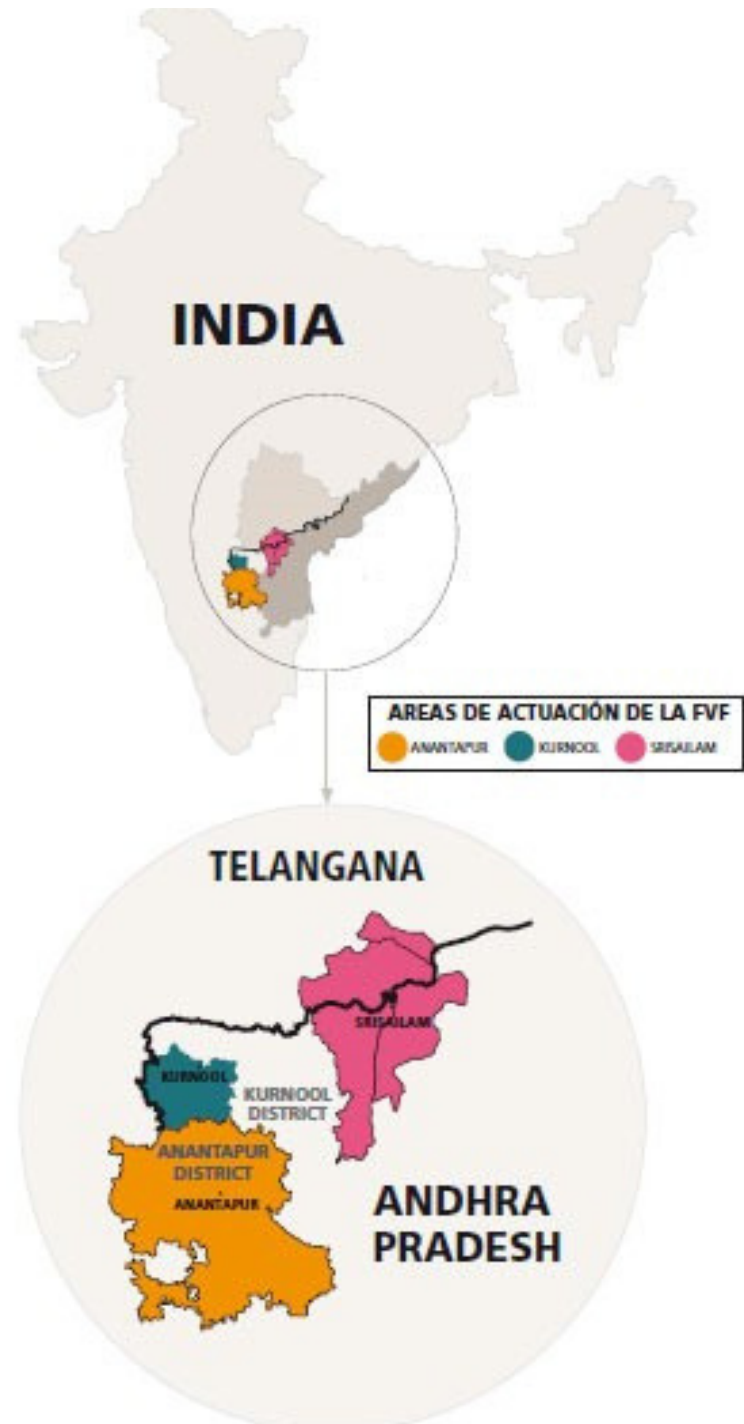 INDIA
AREAS DE ACTUACIÓN DE LA FVF
ANANTAPUR KURNOOL SRISAILAM
TELANGANA
SRISAILAM
KURNOOL
KURNOOL
DISTRICT
ANANTAPUR
DISTRICT
ANANTAPUR
ANDHRA
PRADESH